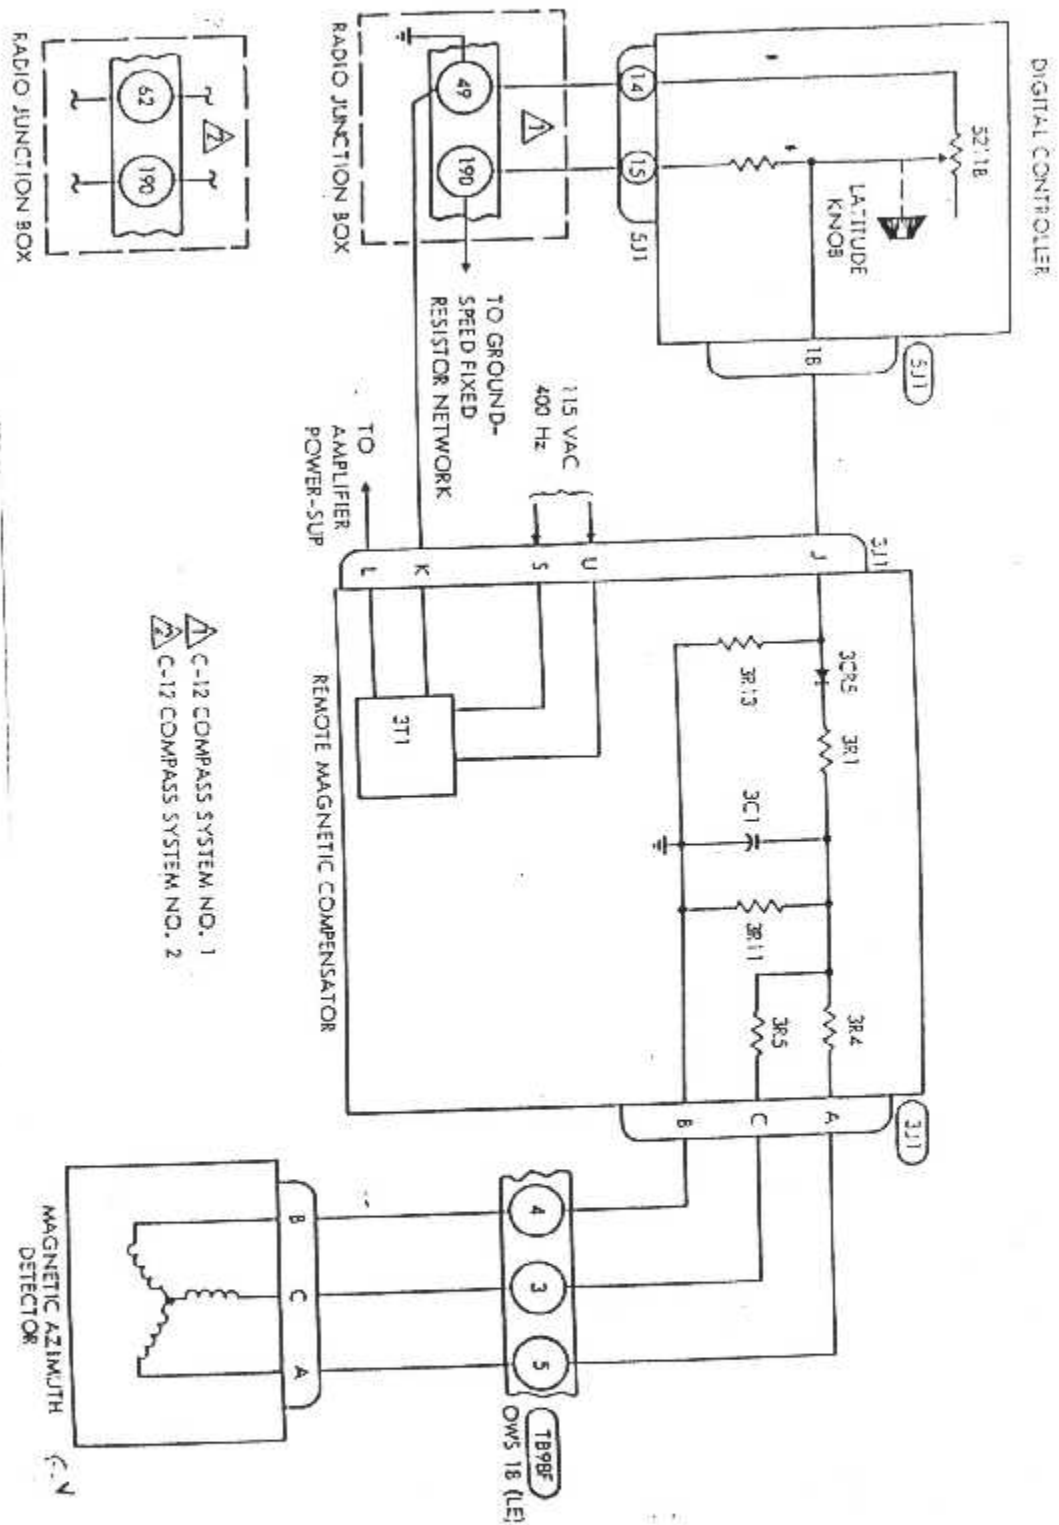 DIGITAL CONTROLLER
LATITUDE
KNOB
14
15
5J1
18
5J1
49
190
1
RADIO JUNCTION BOX
62
190
2
RADIO JUNCTION BOX
TO GROUND-
SPEED FIXED
RESISTOR NETWORK
115 VAC
400 Hz
TO
AMPLIFIER
POWER-SUP
3J1
J
U
S
K
L
3CR5
3R1
3R13
3C1
3R11
3R4
3R5
3T1
A
C
B
3J1
REMOTE MAGNETIC COMPENSATOR
1 C-12 COMPASS SYSTEM NO. 1
2 C-12 COMPASS SYSTEM NO. 2
4
3
5
TB9BF
OWS 18 (LE)
B
C
A
MAGNETIC AZIMUTH
DETECTOR